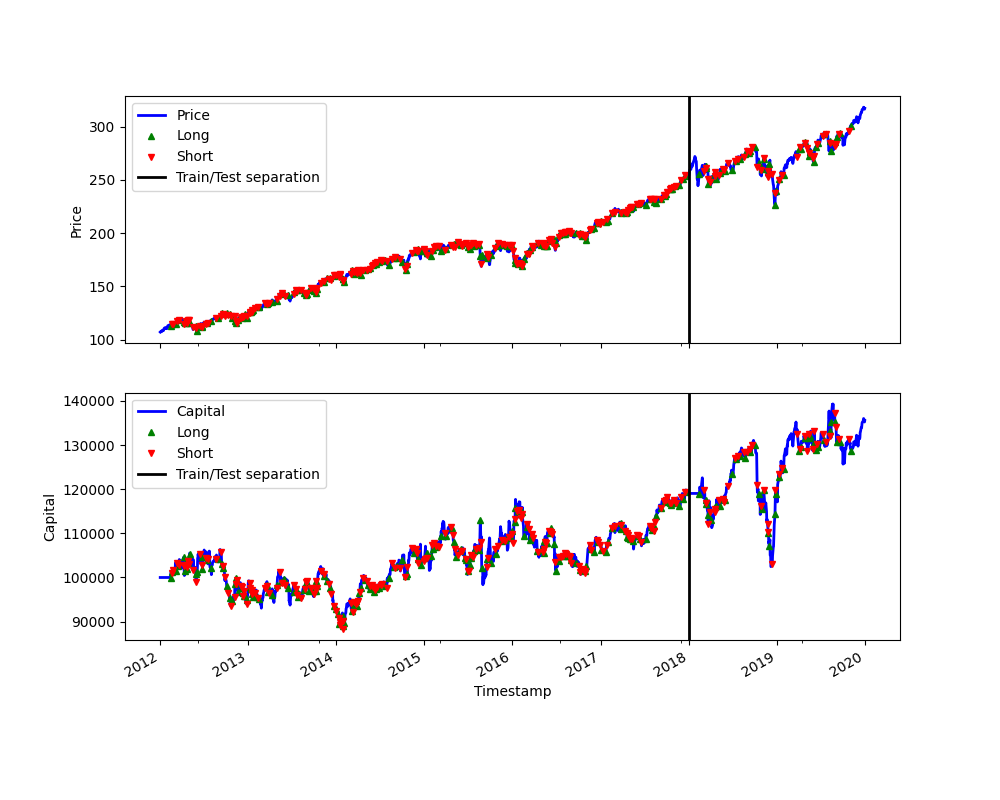 Price
Long
Short
Train/Test separation
300
250
200
150
100
Price
Capital
Long
Short
Train/Test separation
140000
130000
120000
110000
100000
90000
Capital
2012 2013 2014 2015 2016 2017 2018 2019 2020
Timestamp